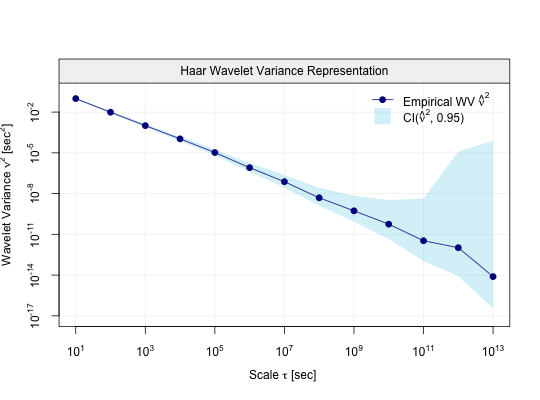 Haar Wavelet Variance Representation
Empirical WV ν̂²
CI(ν̂², 0.95)
Wavelet Variance ν² [sec²]
10⁻²
10⁻⁵
10⁻⁸
10⁻¹¹
10⁻¹⁴
10⁻¹⁷
10¹ 10³ 10⁵ 10⁷ 10⁹ 10¹¹ 10¹³
Scale τ [sec]